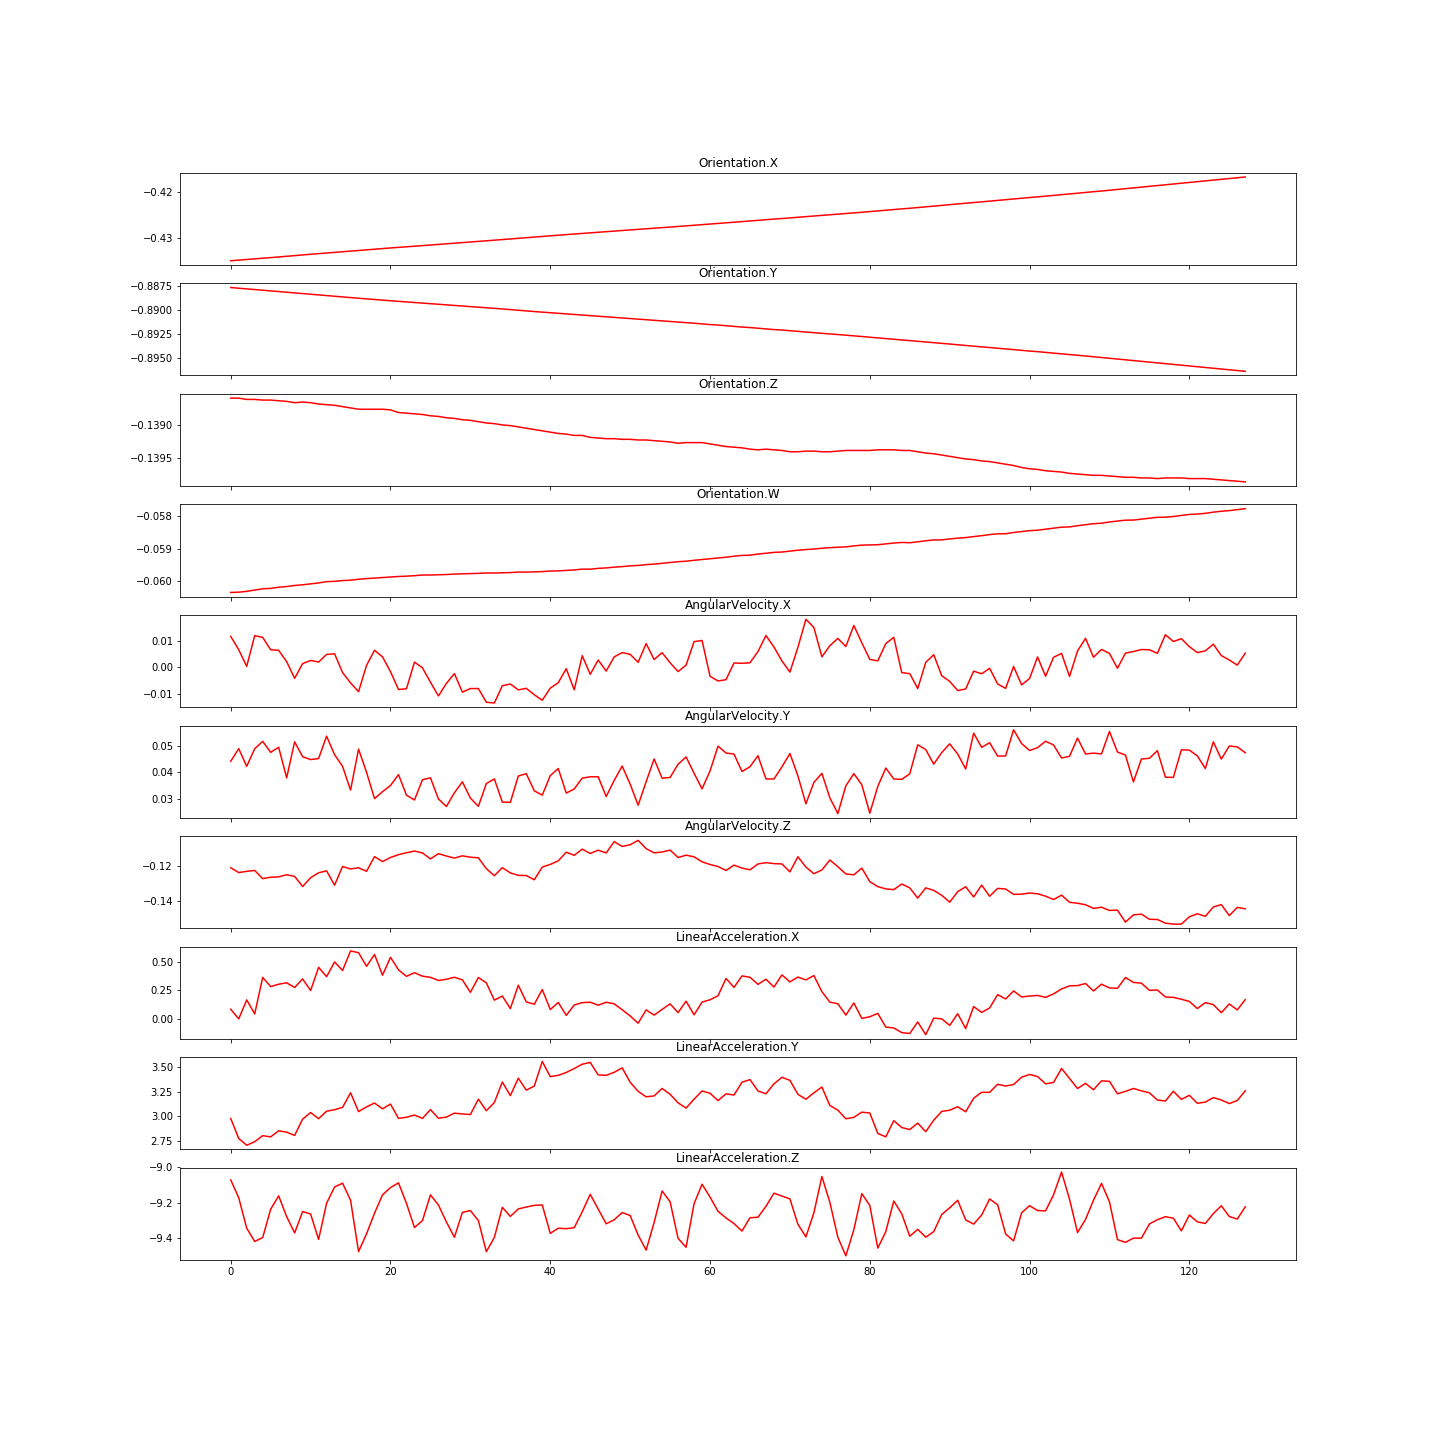 Orientation.X
−0.42
−0.43
Orientation.Y
−0.8875
−0.8900
−0.8925
−0.8950
Orientation.Z
−0.1390
−0.1395
Orientation.W
−0.058
−0.059
−0.060
AngularVelocity.X
0.01
0.00
−0.01
AngularVelocity.Y
0.05
0.04
0.03
AngularVelocity.Z
−0.12
−0.14
LinearAcceleration.X
0.50
0.25
0.00
LinearAcceleration.Y
3.50
3.25
3.00
2.75
LinearAcceleration.Z
−9.0
−9.2
−9.4
0 20 40 60 80 100 120